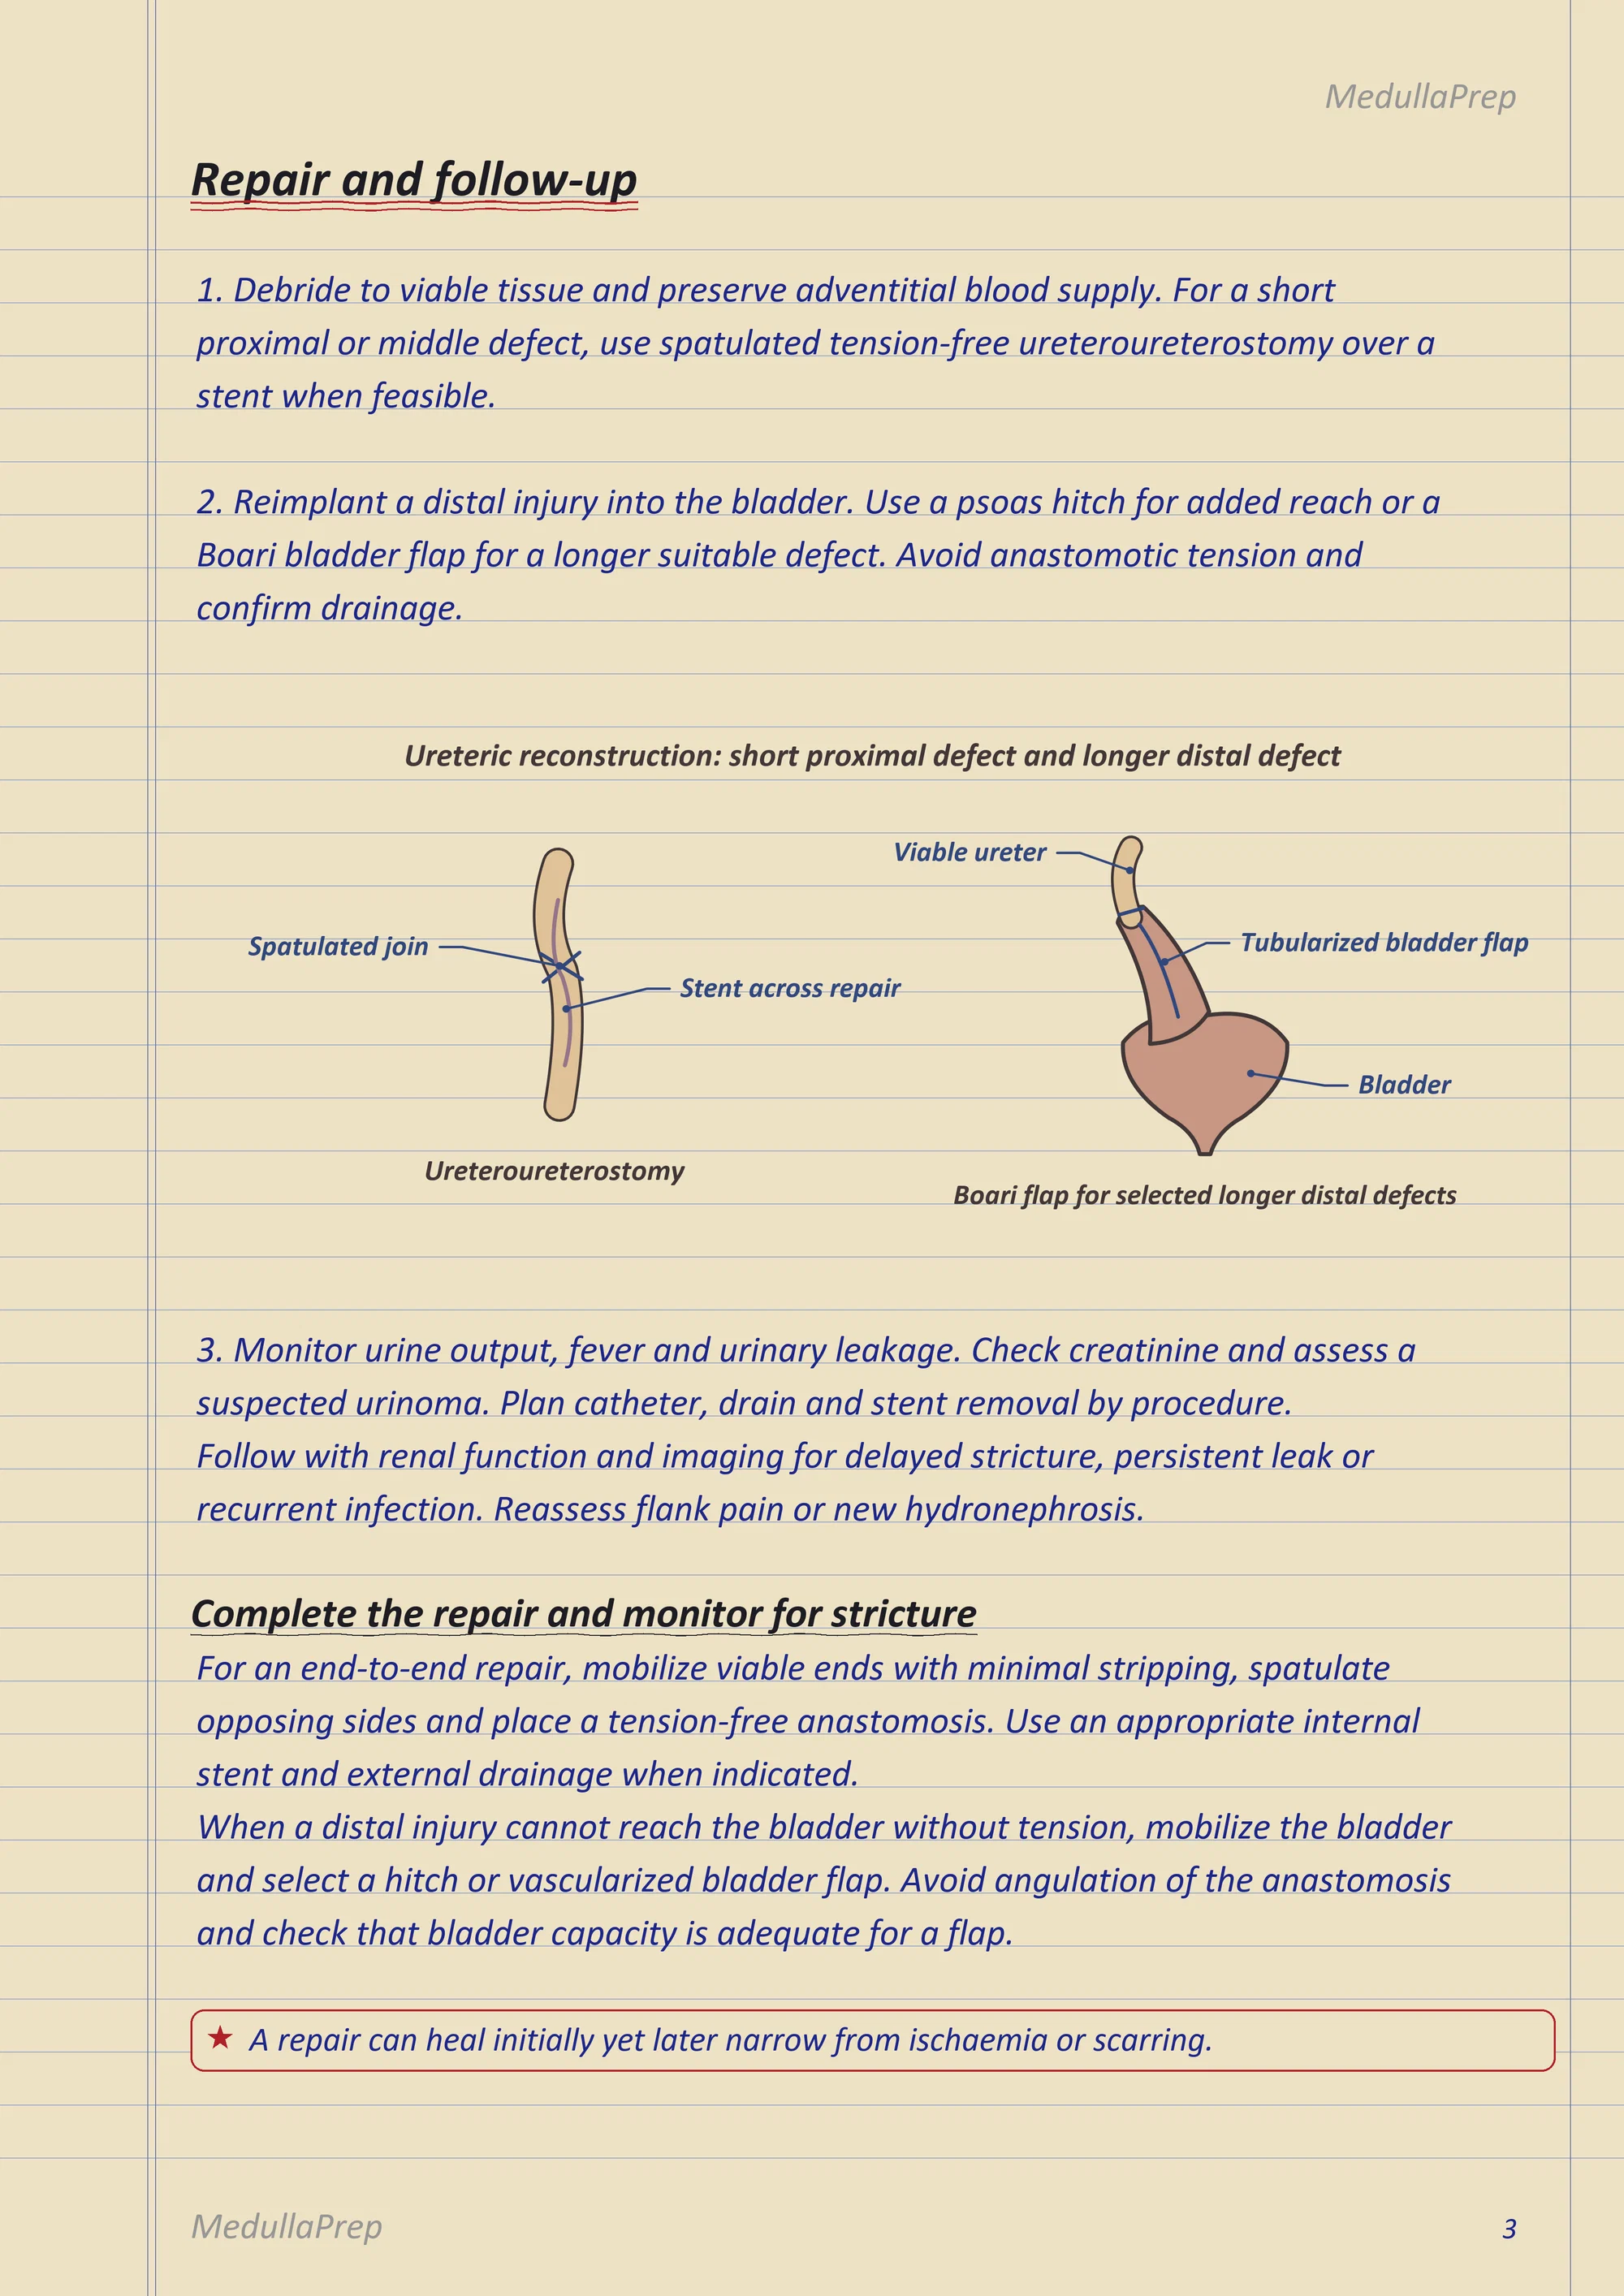 MedullaPrep
Repair and follow-up
1. Debride to viable tissue and preserve adventitial blood supply. For a short
proximal or middle defect, use spatulated tension-free ureteroureterostomy over a
stent when feasible.
2. Reimplant a distal injury into the bladder. Use a psoas hitch for added reach or a
Boari bladder flap for a longer suitable defect. Avoid anastomotic tension and
confirm drainage.
Ureteric reconstruction: short proximal defect and longer distal defect
Viable ureter
Spatulated join
Tubularized bladder flap
Stent across repair
Bladder
Ureteroureterostomy
Boari flap for selected longer distal defects
3. Monitor urine output, fever and urinary leakage. Check creatinine and assess a
suspected urinoma. Plan catheter, drain and stent removal by procedure.
Follow with renal function and imaging for delayed stricture, persistent leak or
recurrent infection. Reassess flank pain or new hydronephrosis.
Complete the repair and monitor for stricture
For an end-to-end repair, mobilize viable ends with minimal stripping, spatulate
opposing sides and place a tension-free anastomosis. Use an appropriate internal
stent and external drainage when indicated.
When a distal injury cannot reach the bladder without tension, mobilize the bladder
and select a hitch or vascularized bladder flap. Avoid angulation of the anastomosis
and check that bladder capacity is adequate for a flap.
★ A repair can heal initially yet later narrow from ischaemia or scarring.
MedullaPrep
3